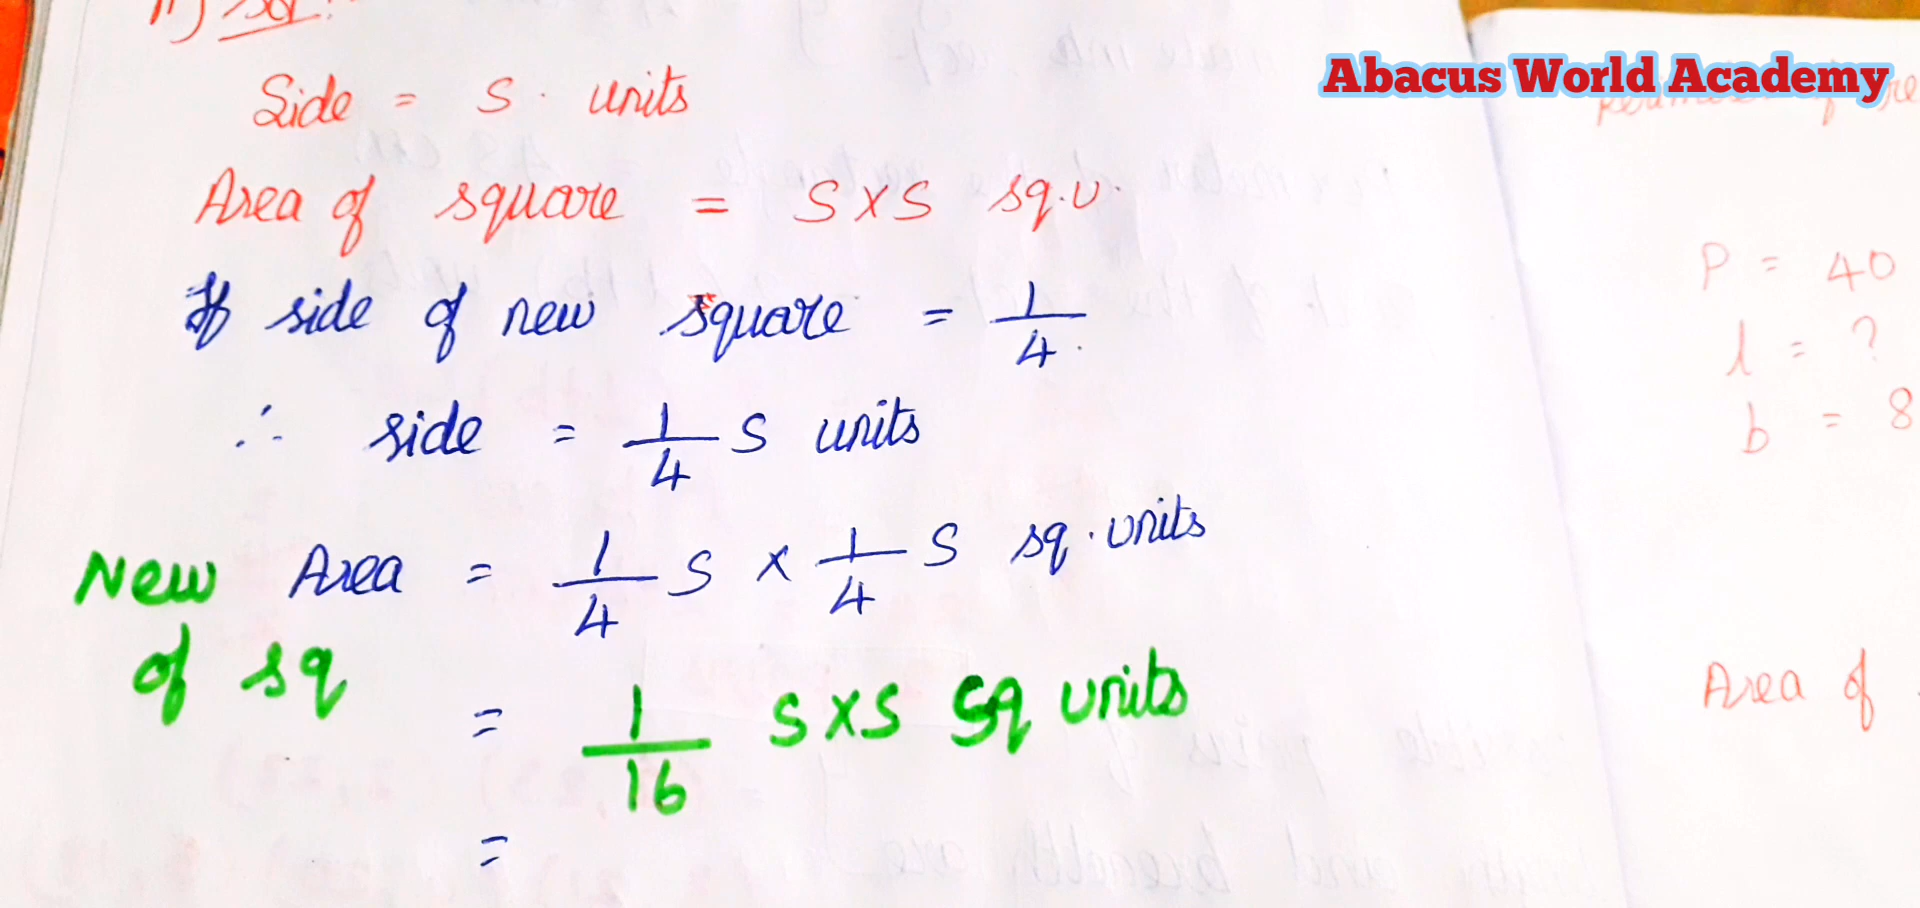 11) sq:
Abacus World Academy
Side = S. units
Area of square = S×S sq.u.
If side of new square = 1/4.
∴ side = 1/4 S units
New Area = 1/4 S × 1/4 S sq.units
of sq
= 1/16 S×S sq units
=
P = 40
l = ?
b = 8
Area of